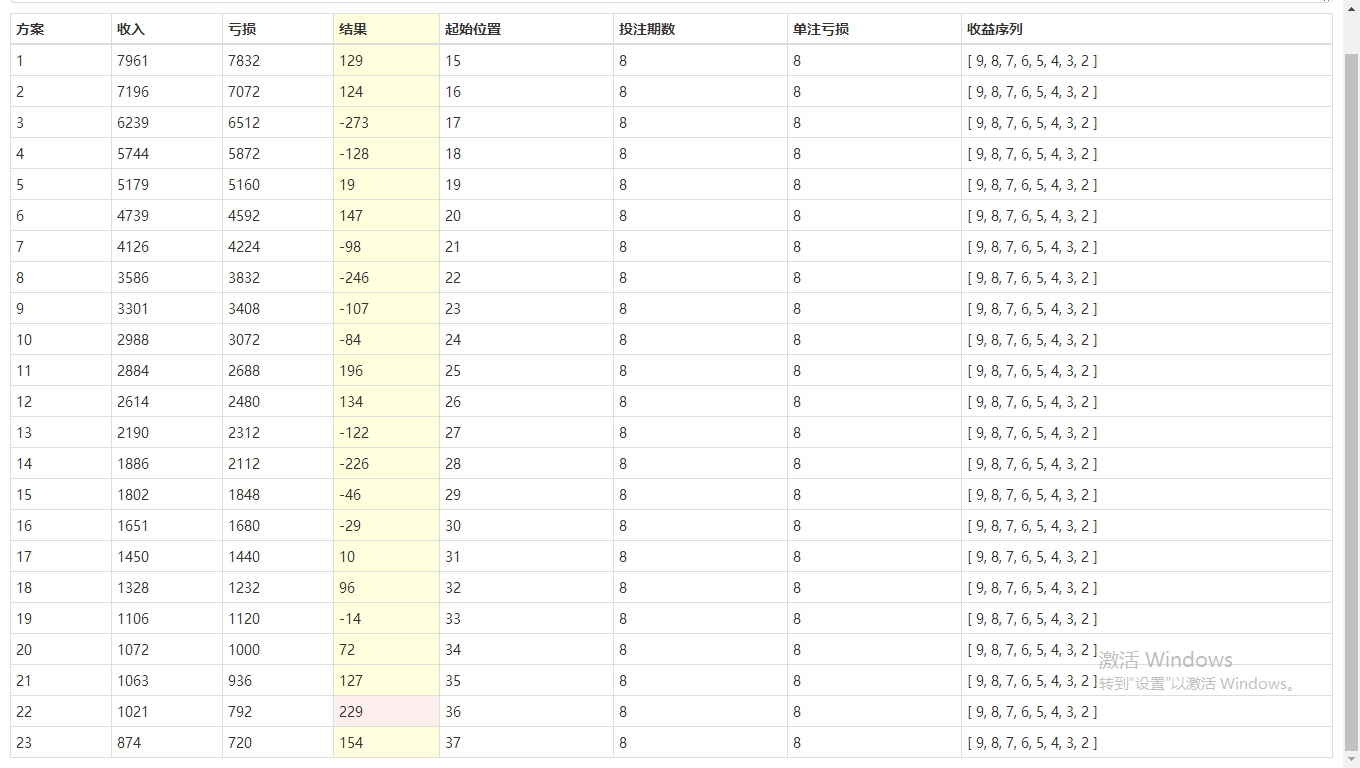 方案 收入 亏损 结果 起始位置 投注期数 单注亏损 收益序列
1 7961 7832 129 15 8 8 [ 9, 8, 7, 6, 5, 4, 3, 2 ]
2 7196 7072 124 16 8 8 [ 9, 8, 7, 6, 5, 4, 3, 2 ]
3 6239 6512 -273 17 8 8 [ 9, 8, 7, 6, 5, 4, 3, 2 ]
4 5744 5872 -128 18 8 8 [ 9, 8, 7, 6, 5, 4, 3, 2 ]
5 5179 5160 19 19 8 8 [ 9, 8, 7, 6, 5, 4, 3, 2 ]
6 4739 4592 147 20 8 8 [ 9, 8, 7, 6, 5, 4, 3, 2 ]
7 4126 4224 -98 21 8 8 [ 9, 8, 7, 6, 5, 4, 3, 2 ]
8 3586 3832 -246 22 8 8 [ 9, 8, 7, 6, 5, 4, 3, 2 ]
9 3301 3408 -107 23 8 8 [ 9, 8, 7, 6, 5, 4, 3, 2 ]
10 2988 3072 -84 24 8 8 [ 9, 8, 7, 6, 5, 4, 3, 2 ]
11 2884 2688 196 25 8 8 [ 9, 8, 7, 6, 5, 4, 3, 2 ]
12 2614 2480 134 26 8 8 [ 9, 8, 7, 6, 5, 4, 3, 2 ]
13 2190 2312 -122 27 8 8 [ 9, 8, 7, 6, 5, 4, 3, 2 ]
14 1886 2112 -226 28 8 8 [ 9, 8, 7, 6, 5, 4, 3, 2 ]
15 1802 1848 -46 29 8 8 [ 9, 8, 7, 6, 5, 4, 3, 2 ]
16 1651 1680 -29 30 8 8 [ 9, 8, 7, 6, 5, 4, 3, 2 ]
17 1450 1440 10 31 8 8 [ 9, 8, 7, 6, 5, 4, 3, 2 ]
18 1328 1232 96 32 8 8 [ 9, 8, 7, 6, 5, 4, 3, 2 ]
19 1106 1120 -14 33 8 8 [ 9, 8, 7, 6, 5, 4, 3, 2 ]
20 1072 1000 72 34 8 8 [ 9, 8, 7, 6, 5, 4, 3, 2 ]
激活 Windows
21 1063 936 127 35 8 8 [ 9, 8, 7, 6, 5, 4, 3, 2 ]
转到“设置”以激活 Windows。
22 1021 792 229 36 8 8 [ 9, 8, 7, 6, 5, 4, 3, 2 ]
23 874 720 154 37 8 8 [ 9, 8, 7, 6, 5, 4, 3, 2 ]